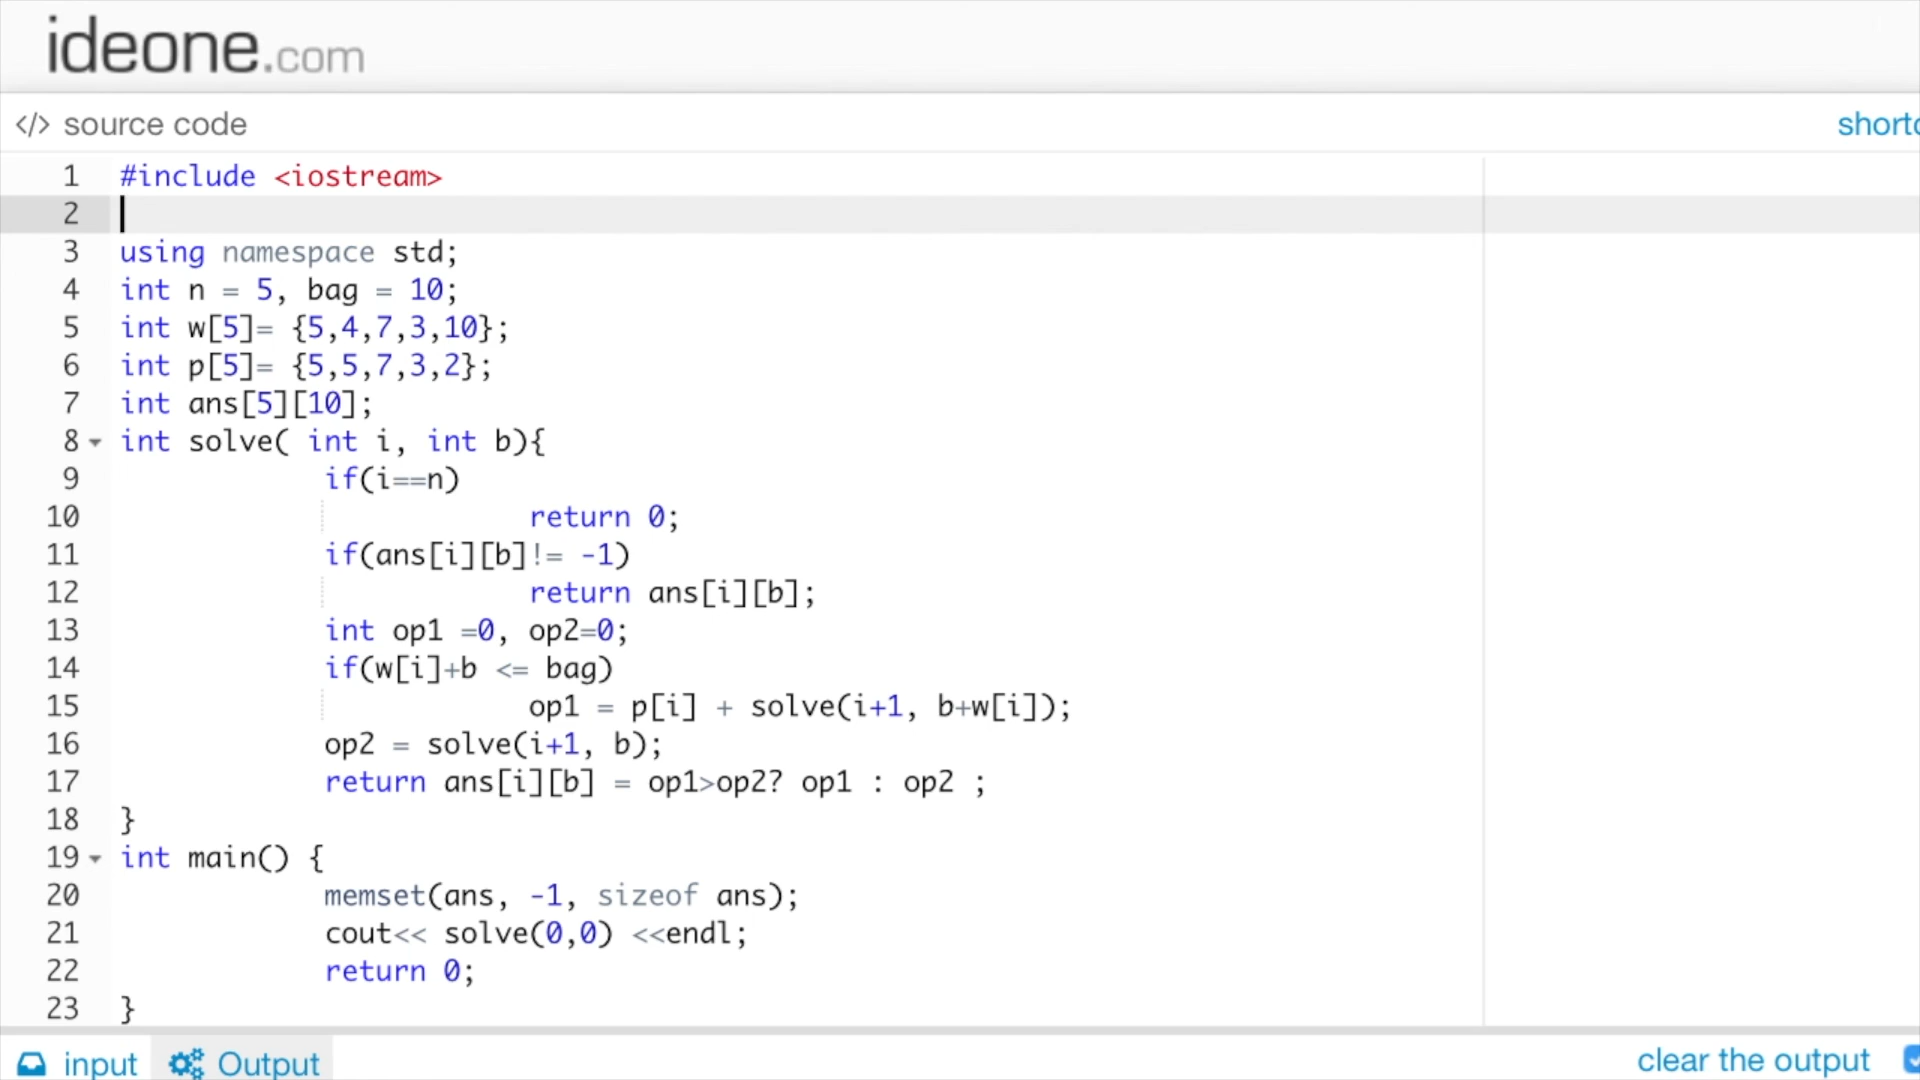 ideone.com
</> source code
shortc
1 #include <iostream>
2
3 using namespace std;
4 int n = 5, bag = 10;
5 int w[5]= {5,4,7,3,10};
6 int p[5]= {5,5,7,3,2};
7 int ans[5][10];
8 int solve( int i, int b){
9 if(i==n)
10 return 0;
11 if(ans[i][b]!= -1)
12 return ans[i][b];
13 int op1 =0, op2=0;
14 if(w[i]+b <= bag)
15 op1 = p[i] + solve(i+1, b+w[i]);
16 op2 = solve(i+1, b);
17 return ans[i][b] = op1>op2? op1 : op2 ;
18 }
19 int main() {
20 memset(ans, -1, sizeof ans);
21 cout<< solve(0,0) <<endl;
22 return 0;
23 }
input Output clear the output